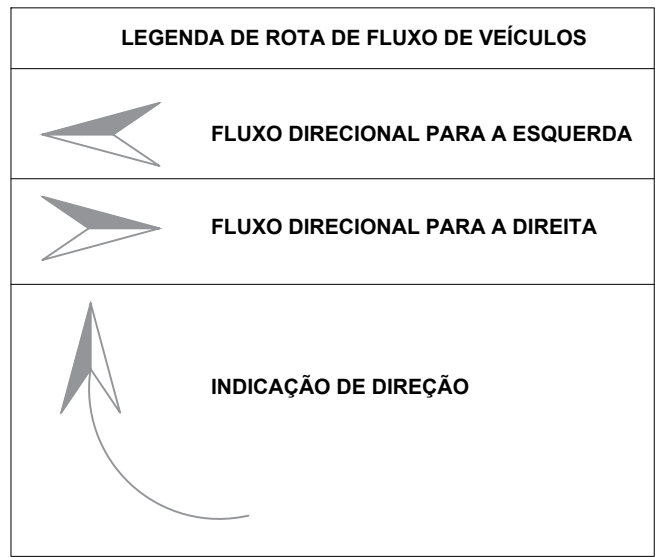 LEGENDA DE ROTA DE FLUXO DE VEÍCULOS
FLUXO DIRECIONAL PARA A ESQUERDA
FLUXO DIRECIONAL PARA A DIREITA
INDICAÇÃO DE DIREÇÃO